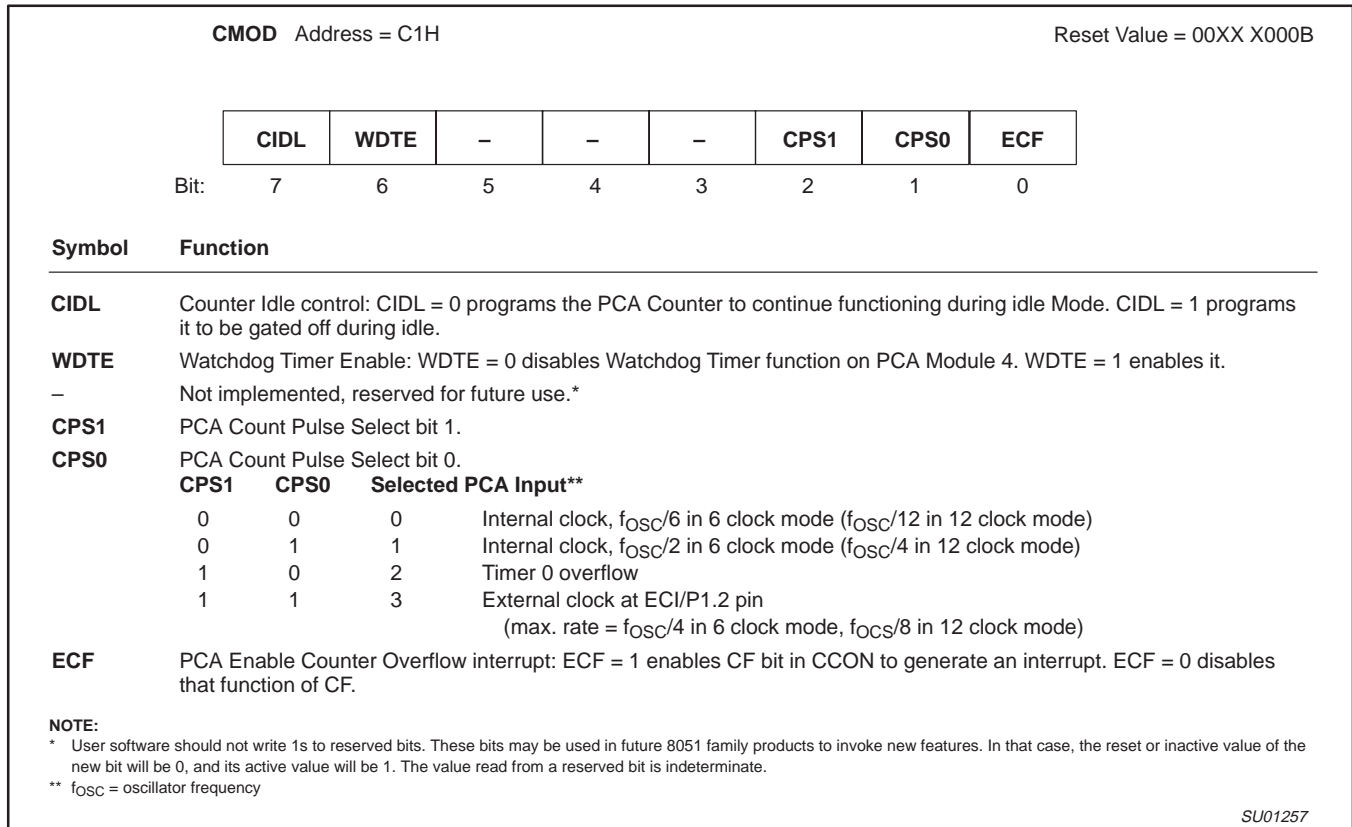 CMOD Address = C1H Reset Value = 00XX X000B
CIDL WDTE – – – CPS1 CPS0 ECF
Bit: 7 6 5 4 3 2 1 0
Symbol Function
CIDL Counter Idle control: CIDL = 0 programs the PCA Counter to continue functioning during idle Mode. CIDL = 1 programs
it to be gated off during idle.
WDTE Watchdog Timer Enable: WDTE = 0 disables Watchdog Timer function on PCA Module 4. WDTE = 1 enables it.
– Not implemented, reserved for future use.*
CPS1 PCA Count Pulse Select bit 1.
CPS0 PCA Count Pulse Select bit 0.
CPS1 CPS0 Selected PCA Input**
0 0 0 Internal clock, fOSC/6 in 6 clock mode (fOSC/12 in 12 clock mode)
0 1 1 Internal clock, fOSC/2 in 6 clock mode (fOSC/4 in 12 clock mode)
1 0 2 Timer 0 overflow
1 1 3 External clock at ECI/P1.2 pin
(max. rate = fOSC/4 in 6 clock mode, fOCS/8 in 12 clock mode)
ECF PCA Enable Counter Overflow interrupt: ECF = 1 enables CF bit in CCON to generate an interrupt. ECF = 0 disables
that function of CF.
NOTE:
* User software should not write 1s to reserved bits. These bits may be used in future 8051 family products to invoke new features. In that case, the reset or inactive value of the
new bit will be 0, and its active value will be 1. The value read from a reserved bit is indeterminate.
** fOSC = oscillator frequency
SU01257